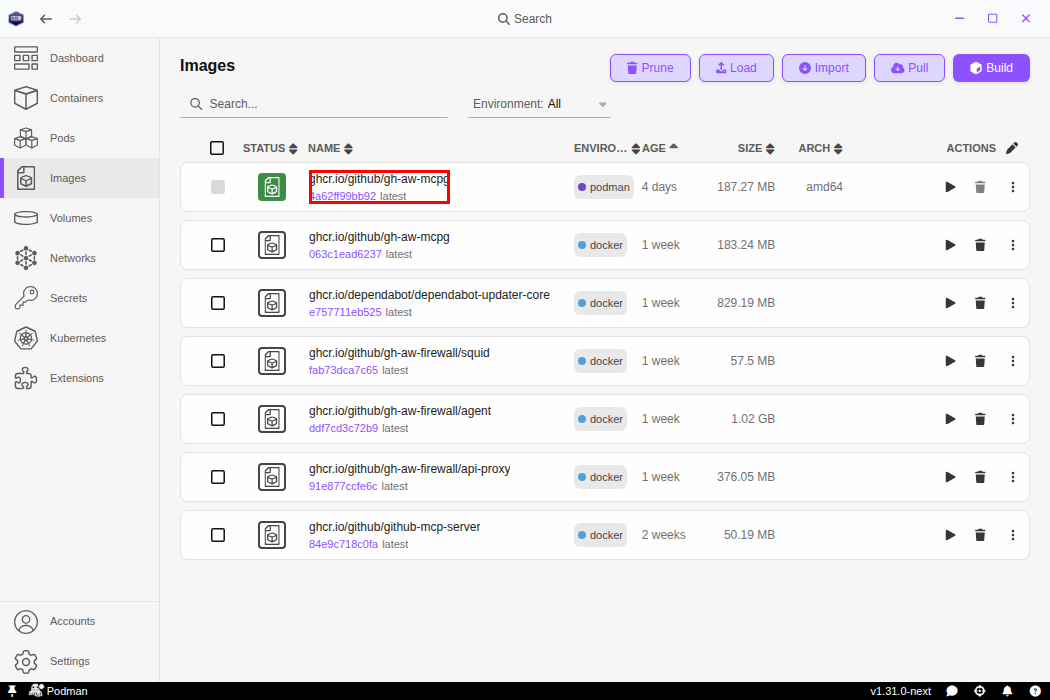 Search
Dashboard
Containers
Pods
Images
Volumes
Networks
Secrets
Kubernetes
Extensions
Accounts
Settings
Images
Prune
Load
Import
Pull
Build
Search...
Environment: All
STATUS NAME ENVIRO... AGE SIZE ARCH ACTIONS
ghcr.io/github/gh-aw-mcpg
4a62ff99bb92 latest
podman 4 days 187.27 MB amd64
ghcr.io/github/gh-aw-mcpg
063c1ead6237 latest
docker 1 week 183.24 MB
ghcr.io/dependabot/dependabot-updater-core
e757711eb525 latest
docker 1 week 829.19 MB
ghcr.io/github/gh-aw-firewall/squid
fab73dca7c65 latest
docker 1 week 57.5 MB
ghcr.io/github/gh-aw-firewall/agent
ddf7cd3c72b9 latest
docker 1 week 1.02 GB
ghcr.io/github/gh-aw-firewall/api-proxy
91e877ccfe6c latest
docker 1 week 376.05 MB
ghcr.io/github/github-mcp-server
84e9c718c0fa latest
docker 2 weeks 50.19 MB
Podman
v1.31.0-next